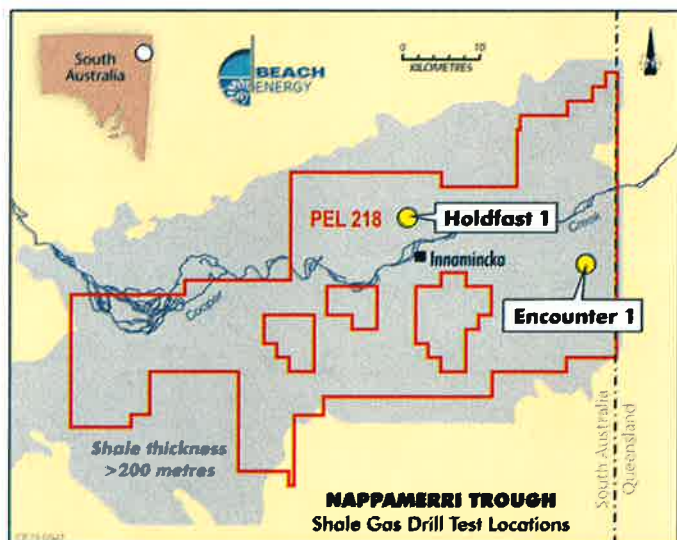 South
Australia
BEACH
ENERGY
0 10
KILOMETRES
PEL 218
Holdfast 1
Creek
Innamincka
Cooper
Encounter 1
Shale thickness
>200 metres
South Australia
Queensland
NAPPAMERRI TROUGH
Shale Gas Drill Test Locations